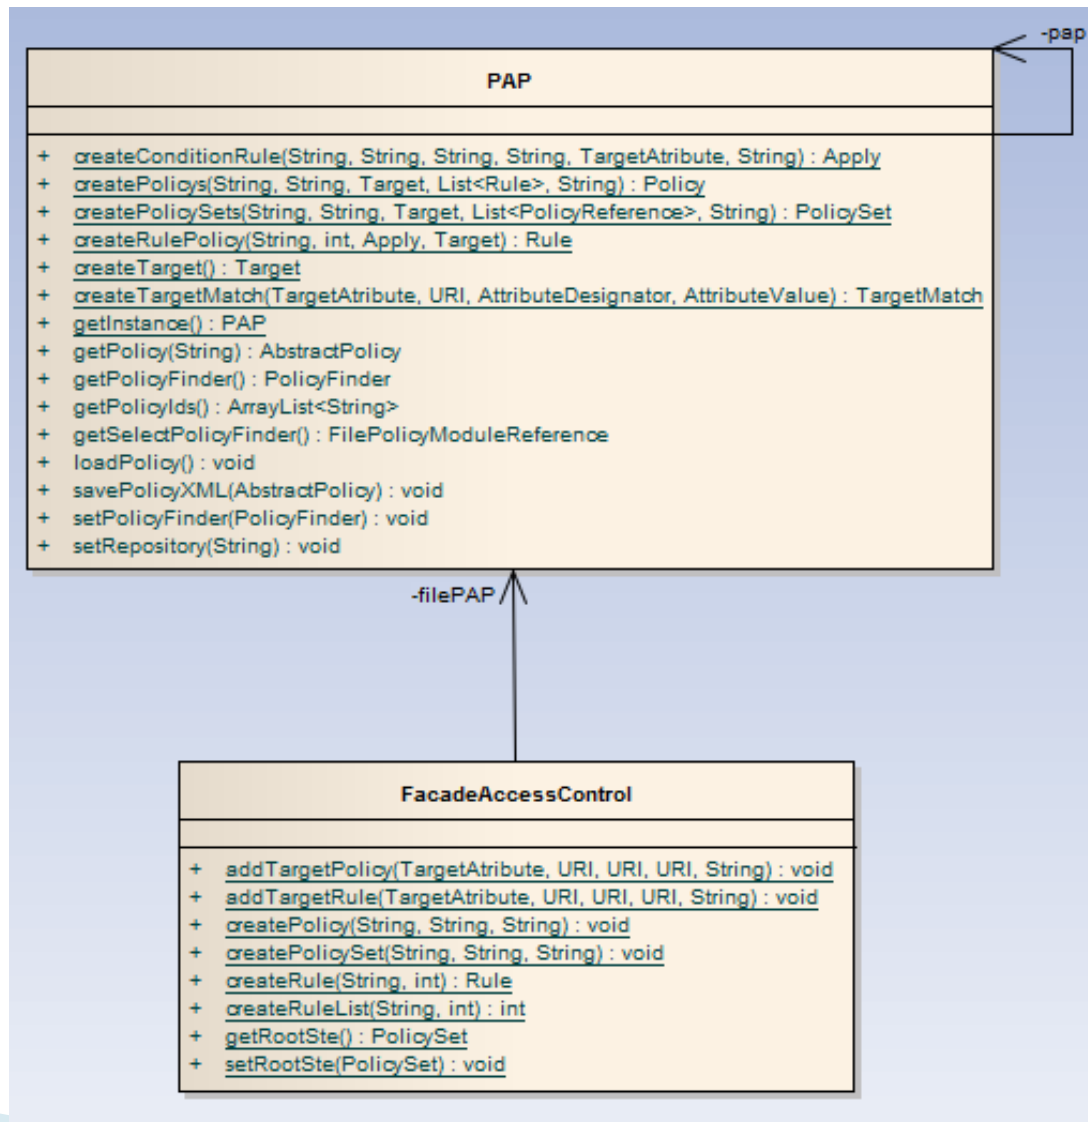 -pap
PAP
+ createConditionRule(String, String, String, String, TargetAtribute, String) : Apply
+ createPolicys(String, String, Target, List<Rule>, String) : Policy
+ createPolicySets(String, String, Target, List<PolicyReference>, String) : PolicySet
+ createRulePolicy(String, int, Apply, Target) : Rule
+ createTarget() : Target
+ createTargetMatch(TargetAtribute, URI, AttributeDesignator, AttributeValue) : TargetMatch
+ getInstance() : PAP
+ getPolicy(String) : AbstractPolicy
+ getPolicyFinder() : PolicyFinder
+ getPolicyIds() : ArrayList<String>
+ getSelectPolicyFinder() : FilePolicyModuleReference
+ loadPolicy() : void
+ savePolicyXML(AbstractPolicy) : void
+ setPolicyFinder(PolicyFinder) : void
+ setRepository(String) : void
-filePAP
FacadeAccessControl
+ addTargetPolicy(TargetAtribute, URI, URI, URI, String) : void
+ addTargetRule(TargetAtribute, URI, URI, URI, String) : void
+ createPolicy(String, String, String) : void
+ createPolicySet(String, String, String) : void
+ createRule(String, int) : Rule
+ createRuleList(String, int) : int
+ getRootSte() : PolicySet
+ setRootSte(PolicySet) : void